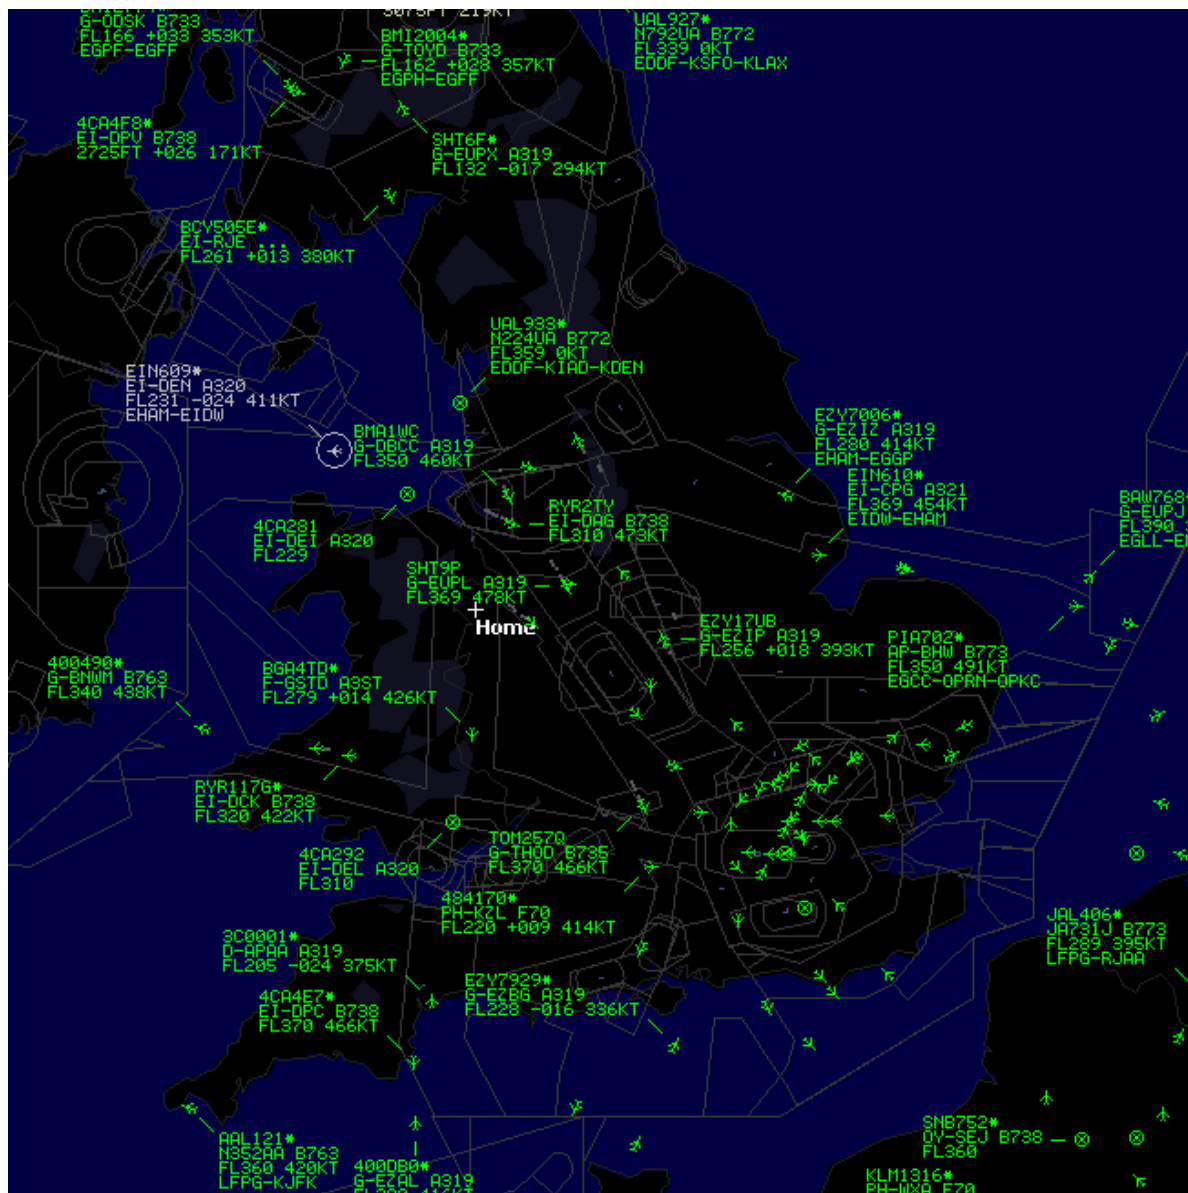 G-ODSK B733
FL166 +033 353KT
EGPF-EGFF
BMI2004*
G-TOYD B733
FL162 +028 357KT
EGPH-EGFF
UAL927*
N792UA B772
FL339 0KT
EDDF-KSFO-KLAX
4CA4F8*
EI-DPV B738
2725FT +026 171KT
SHT6F*
G-EUPX A319
FL132 -017 294KT
BCY505E*
EI-RJE ...
FL261 +013 380KT
UAL933*
N224UA B772
FL359 0KT
EDDF-KIAD-KDEN
EIN609*
EI-DEN A320
FL231 -024 411KT
EHAM-EIDW
BMA1WC
G-DBCC A319
FL350 460KT
EZY7006*
G-EZIZ A319
FL280 414KT
EHAM-EGGP
EIN610*
EI-CPG A321
FL369 454KT
EIDW-EHAM
BAW768
G-EUPJ
FL390
4CA281
EI-DEI A320
FL229
RYR2TY
EI-DAG B738
FL310 473KT
SHT9P
G-EUPL A319
FL369 478KT
Home
EZY17UB
G-EZIP A319
FL256 +018 393KT
PIA702*
AP-BHW B773
FL350 491KT
EGCC-OPRN-OPKC
400490*
G-BNWM B763
FL340 438KT
BGA4TD*
F-GSTD A3ST
FL279 +014 426KT
RYR117G*
EI-DCK B738
FL320 422KT
4CA292
EI-DEL A320
FL310
TOM257Q
G-THOD B735
FL370 466KT
484170*
PH-KZL F70
FL220 +009 414KT
JAL406*
JA731J B773
FL289 395KT
LFPG-RJAA
3C0001*
D-APAA A319
FL205 -024 375KT
EZY7929*
G-EZBG A319
FL228 -016 336KT
4CA4E7*
EI-DPC B738
FL370 466KT
AAL121*
N352AA B763
FL360 420KT
LFPG-KJFK
400DB0*
G-EZAL A319
SNB752*
OY-SEJ B738
FL360
KLM1316*
PH-WXA F70